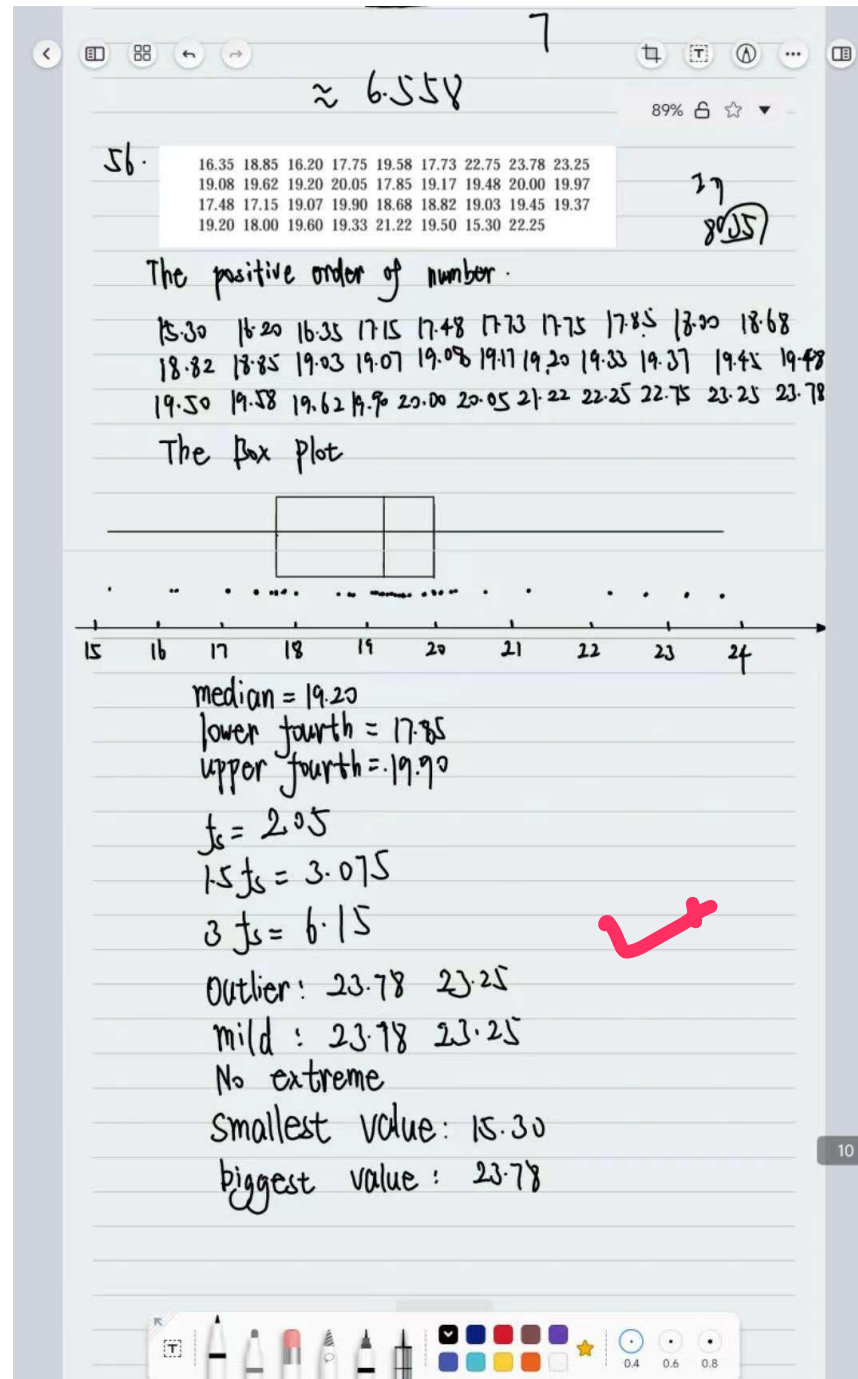 7
≈ 6.558
89%
56.
16.35 18.85 16.20 17.75 19.58 17.73 22.75 23.78 23.25
19.08 19.62 19.20 20.05 17.85 19.17 19.48 20.00 19.97
17.48 17.15 19.07 19.90 18.68 18.82 19.03 19.45 19.37
19.20 18.00 19.60 19.33 21.22 19.50 15.30 22.25
27
8
35
The positive order of number.
15.30 16.20 16.35 17.15 17.48 17.73 17.75 17.85 18.00 18.68
18.82 18.85 19.03 19.07 19.08 19.17 19.20 19.33 19.37 19.45 19.48
19.50 19.58 19.62 19.90 20.00 20.05 21.22 22.25 22.75 23.25 23.78
The Box Plot
15 16 17 18 19 20 21 22 23 24
median = 19.20
lower fourth = 17.85
upper fourth = 19.90
fs = 2.05
1.5 fs = 3.075
3 fs = 6.15
Outlier: 23.78 23.25
mild : 23.78 23.25
No extreme
Smallest value: 15.30
biggest value: 23.78
10
T
0.4 0.6 0.8